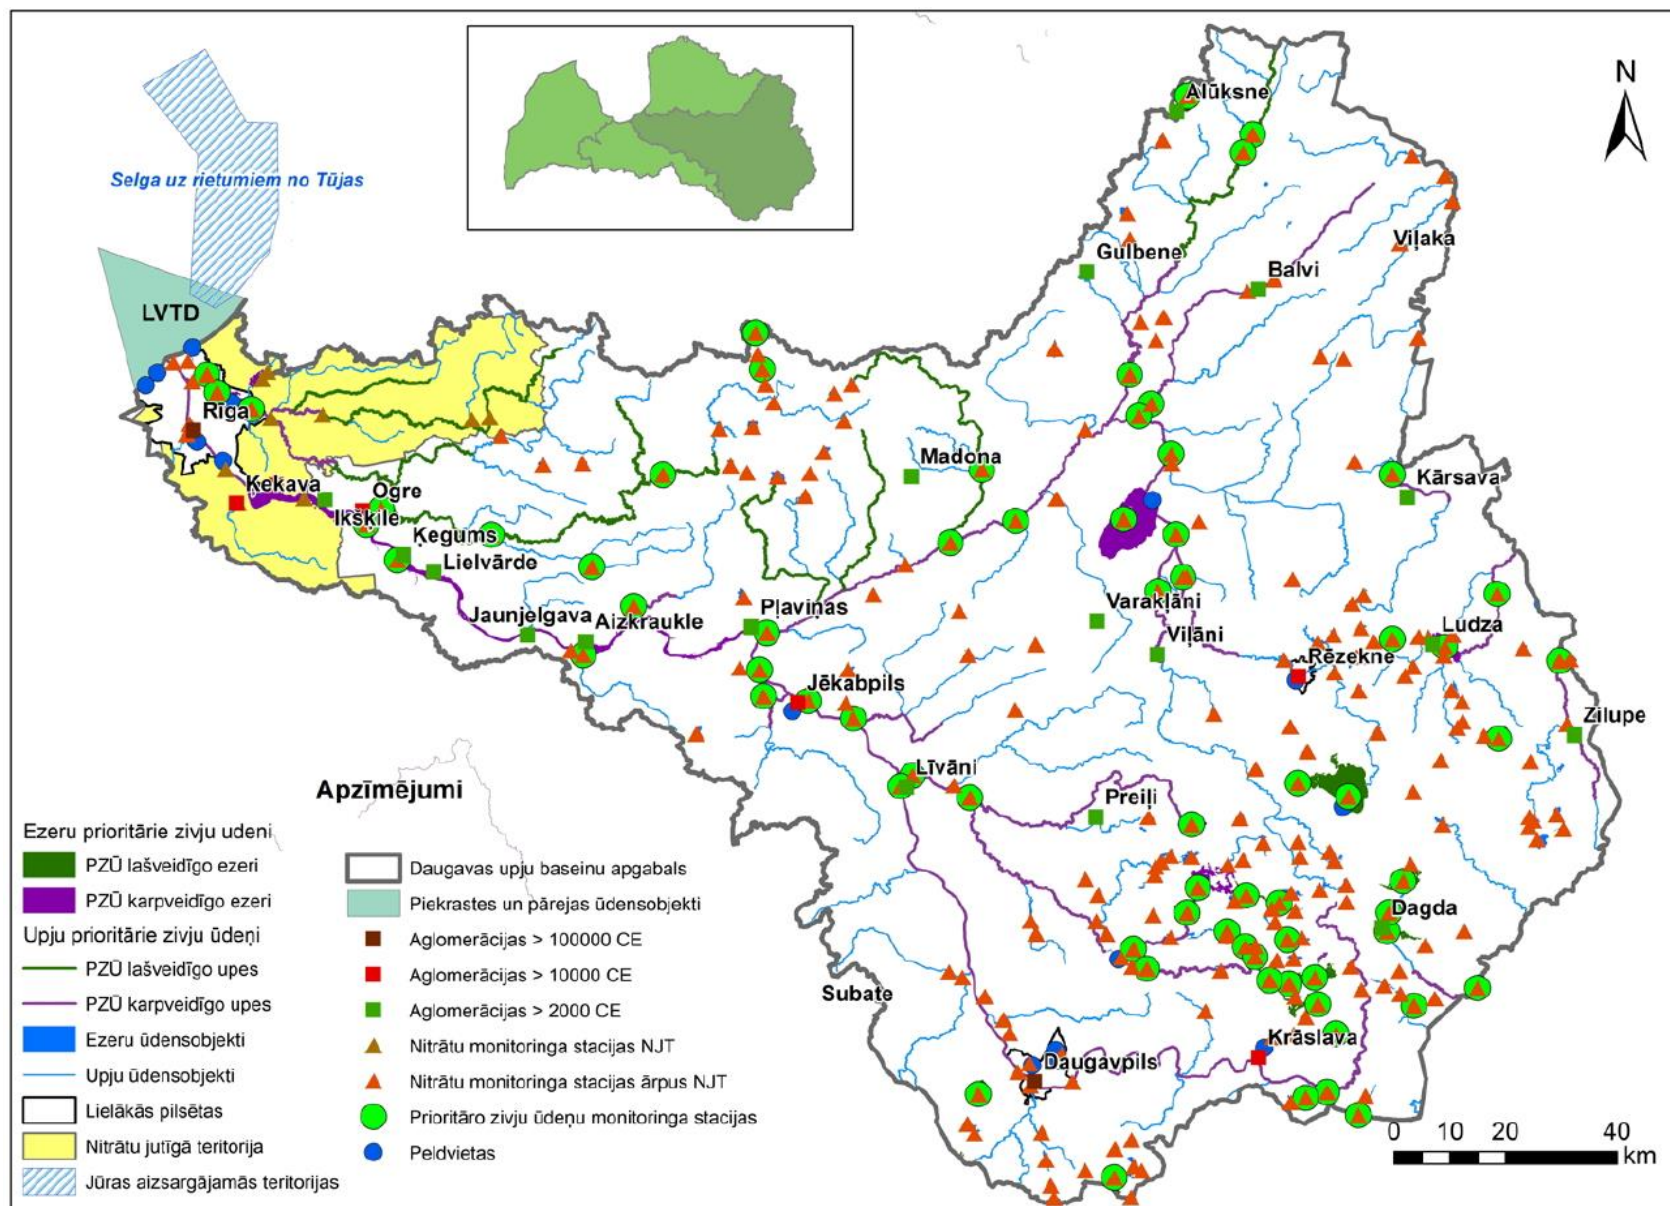 N
Alūksne
Selga uz rietumiem no Tūjas
Viļaka
Gulbene
Balvi
LVTD
Rīga
Madona
Kārsava
Ķekava
Ogre
Ikšķile
Ķegums
Lielvārde
Varakļāni
Pļaviņas
Jaunjelgava
Aizkraukle
Viļāni
Ludza
Rēzekne
Jēkabpils
Zilupe
Līvāni
Preiļi
Dagda
Subate
Krāslava
Daugavpils
Apzīmējumi
Ezeru prioritārie zivju udeni
PZŪ lašveidīgo ezeri
PZŪ karpveidīgo ezeri
Upju prioritārie zivju ūdeņi
PZŪ lašveidīgo upes
PZŪ karpveidīgo upes
Ezeru ūdensobjekti
Upju ūdensobjekti
Lielākās pilsētas
Nitrātu jutīgā teritorija
Jūras aizsargājamās teritorijas
Daugavas upju baseinu apgabals
Piekrastes un pārejas ūdensobjekti
Aglomerācijas > 100000 CE
Aglomerācijas > 10000 CE
Aglomerācijas > 2000 CE
Nitrātu monitoringa stacijas NJT
Nitrātu monitoringa stacijas ārpus NJT
Prioritāro zivju ūdeņu monitoringa stacijas
Peldvietas
0 10 20 40
km